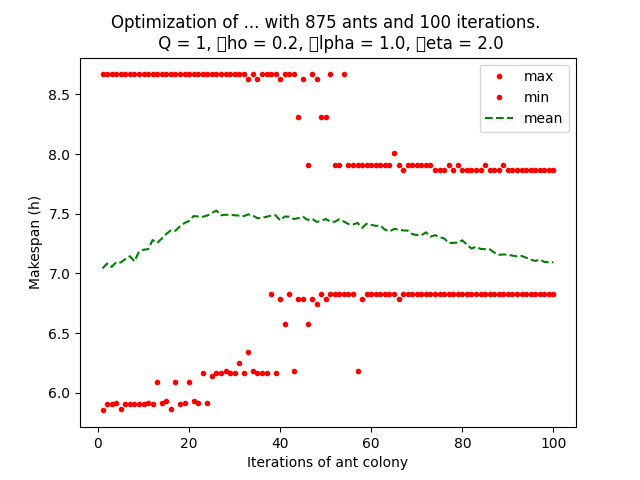 Optimization of ... with 875 ants and 100 iterations.
Q = 1, ▯ho = 0.2, ▯lpha = 1.0, ▯eta = 2.0
max
min
mean
Makespan (h)
8.5
8.0
7.5
7.0
6.5
6.0
0 20 40 60 80 100
Iterations of ant colony